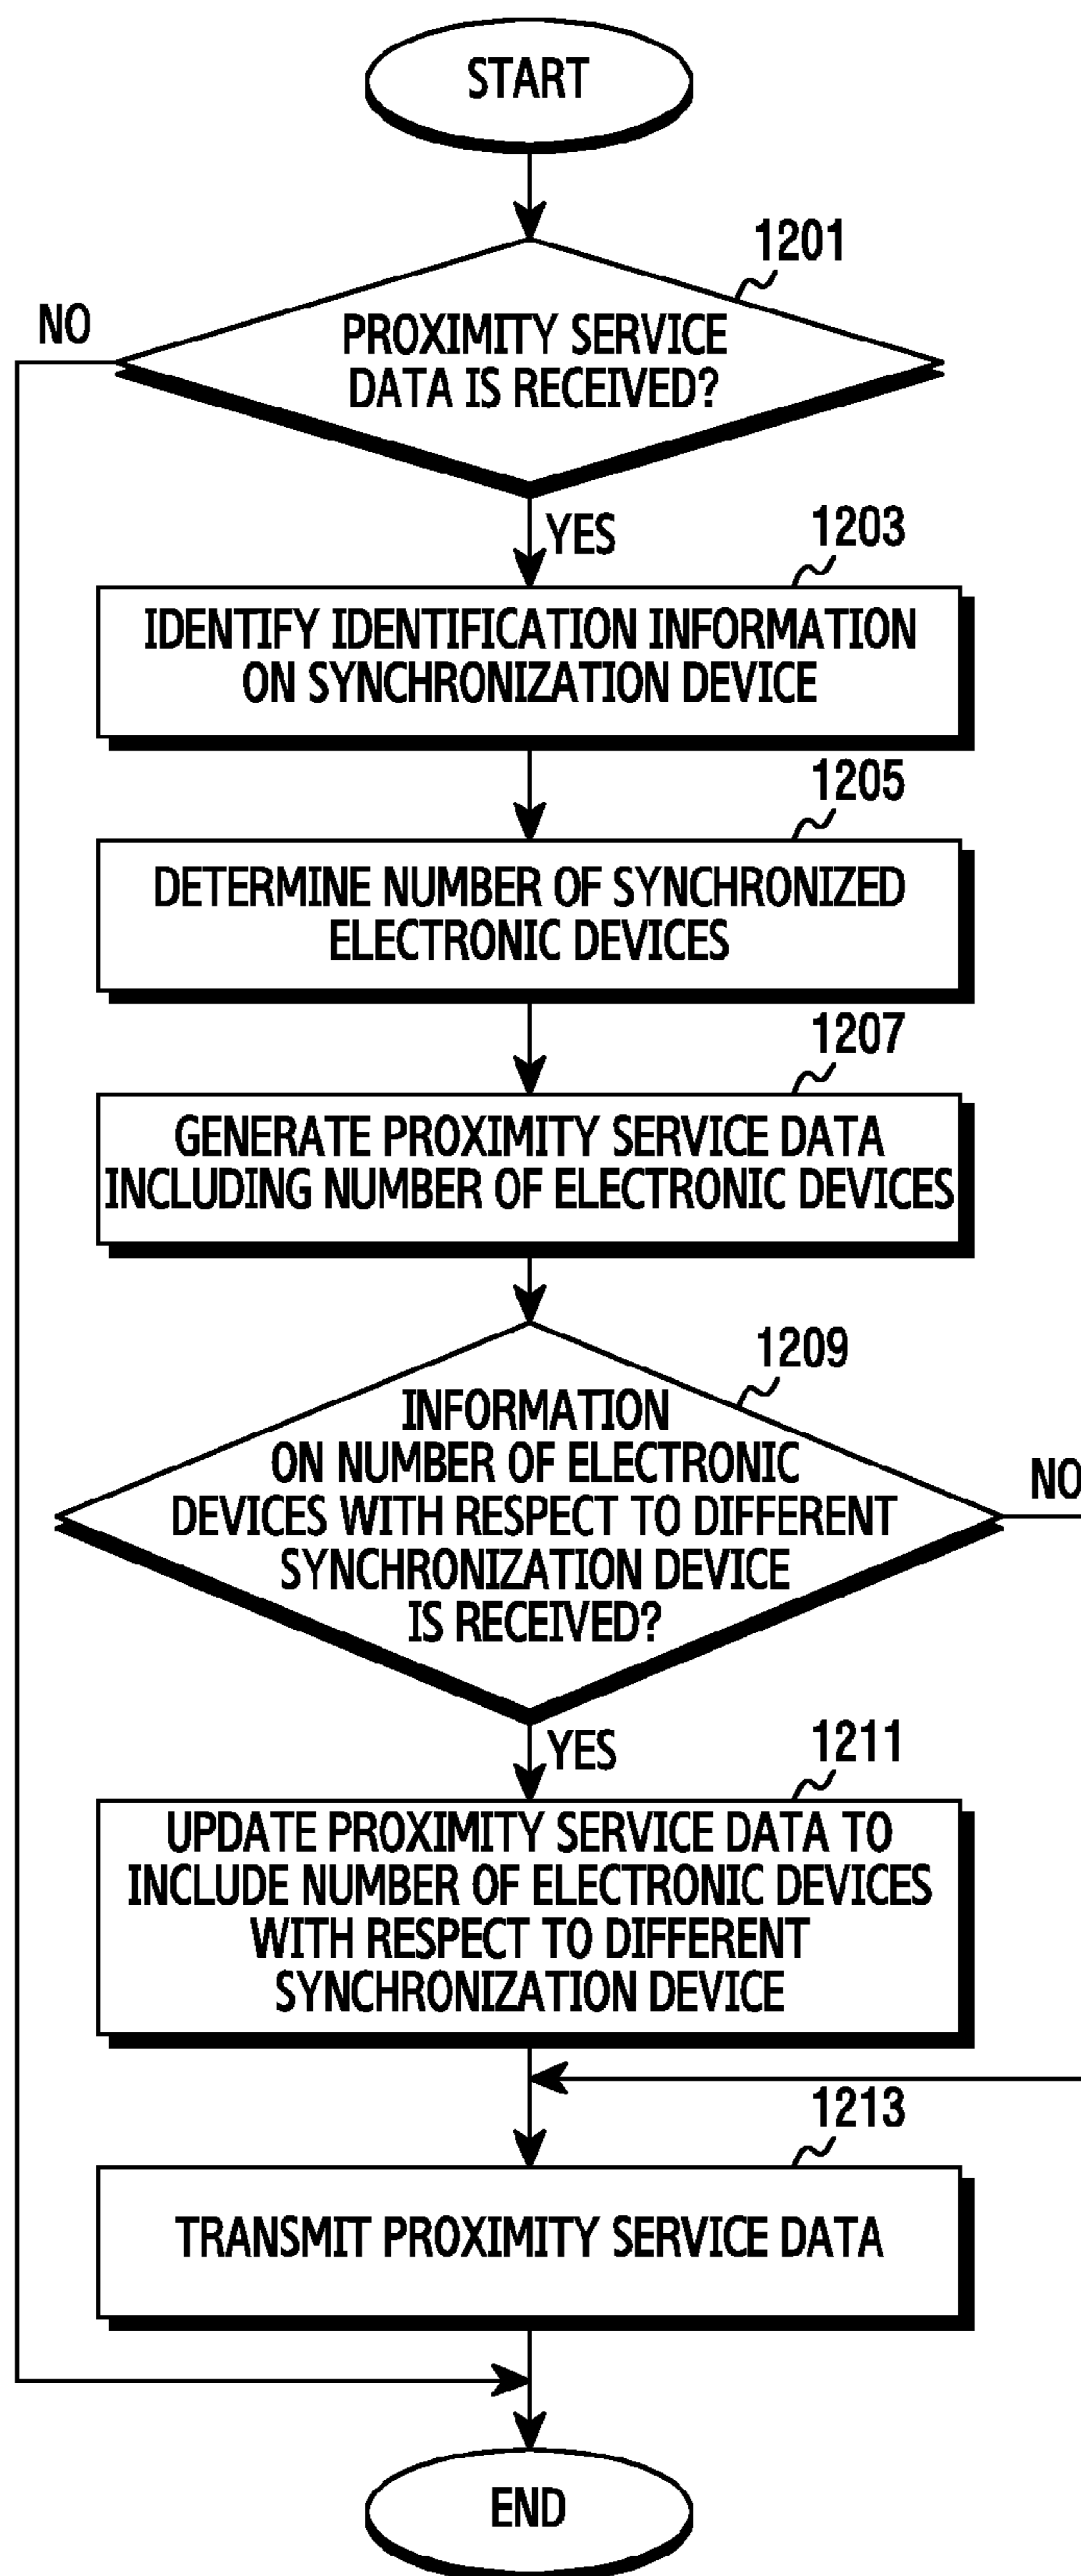 START
1201
NO
PROXIMITY SERVICE
DATA IS RECEIVED?
YES
1203
IDENTIFY IDENTIFICATION INFORMATION
ON SYNCHRONIZATION DEVICE
1205
DETERMINE NUMBER OF SYNCHRONIZED
ELECTRONIC DEVICES
1207
GENERATE PROXIMITY SERVICE DATA
INCLUDING NUMBER OF ELECTRONIC DEVICES
1209
INFORMATION
ON NUMBER OF ELECTRONIC
DEVICES WITH RESPECT TO DIFFERENT
SYNCHRONIZATION DEVICE
IS RECEIVED?
NO
YES
1211
UPDATE PROXIMITY SERVICE DATA TO
INCLUDE NUMBER OF ELECTRONIC DEVICES
WITH RESPECT TO DIFFERENT
SYNCHRONIZATION DEVICE
1213
TRANSMIT PROXIMITY SERVICE DATA
END